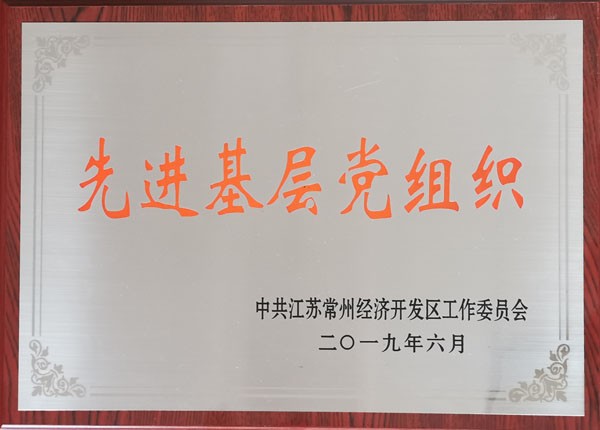 先进基层党组织
中共江苏常州经济开发区工作委员会
二〇一九年六月